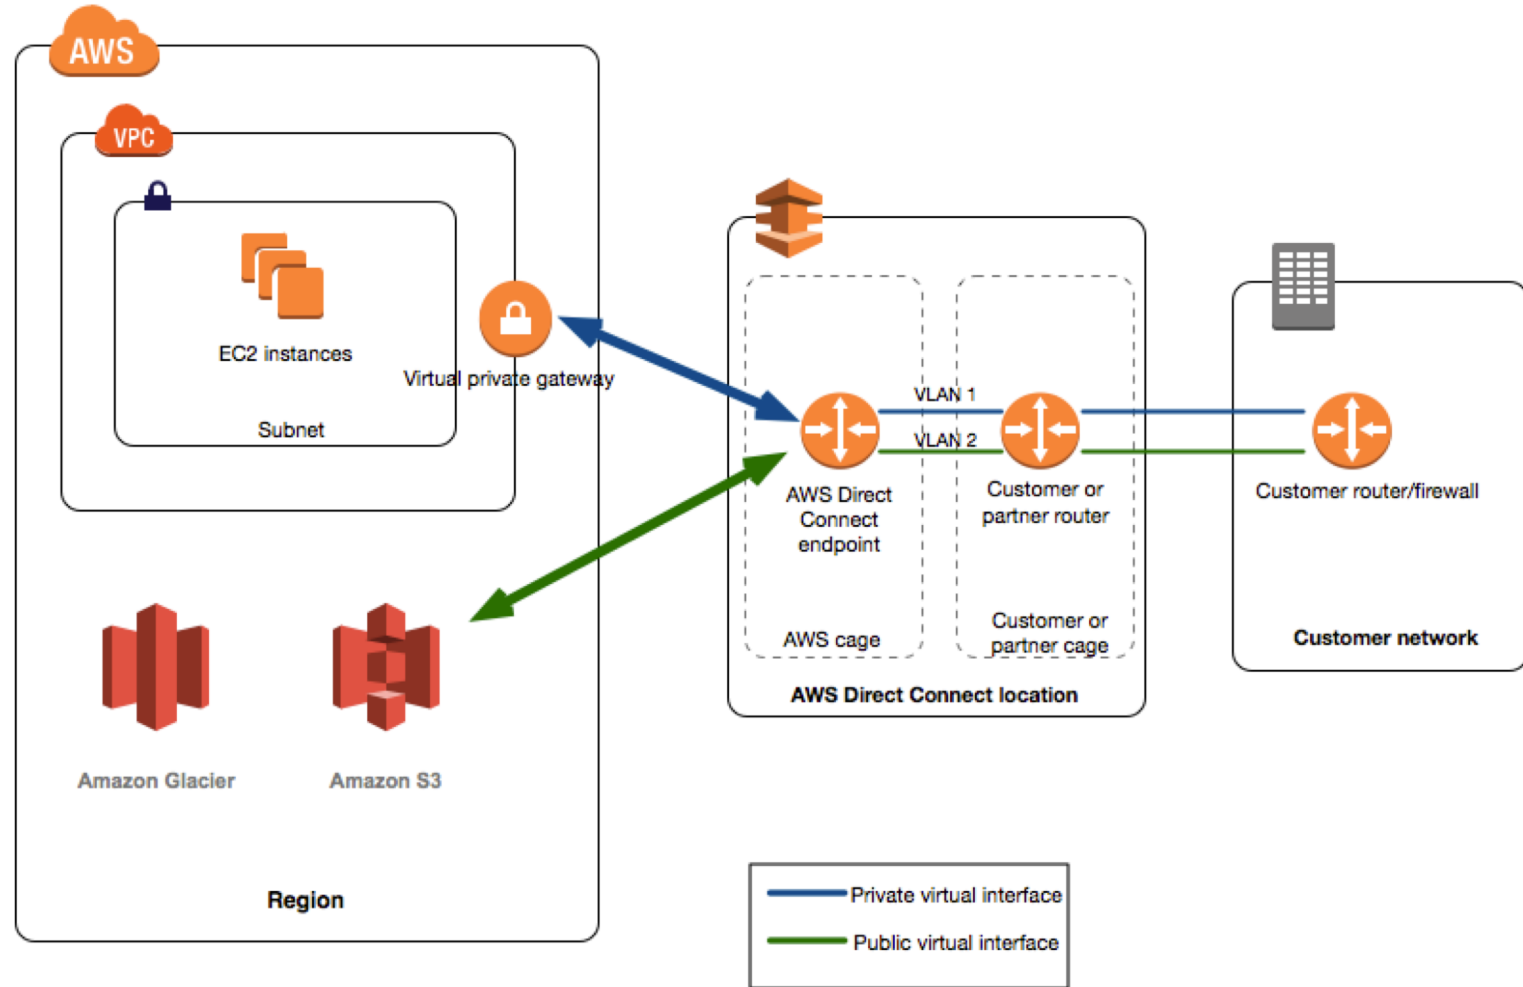 AWS
VPC
EC2 instances
Subnet
Virtual private gateway
Amazon Glacier
Amazon S3
Region
VLAN 1
VLAN 2
AWS Direct
Connect
endpoint
AWS cage
Customer or
partner router
Customer or
partner cage
AWS Direct Connect location
Customer router/firewall
Customer network
Private virtual interface
Public virtual interface